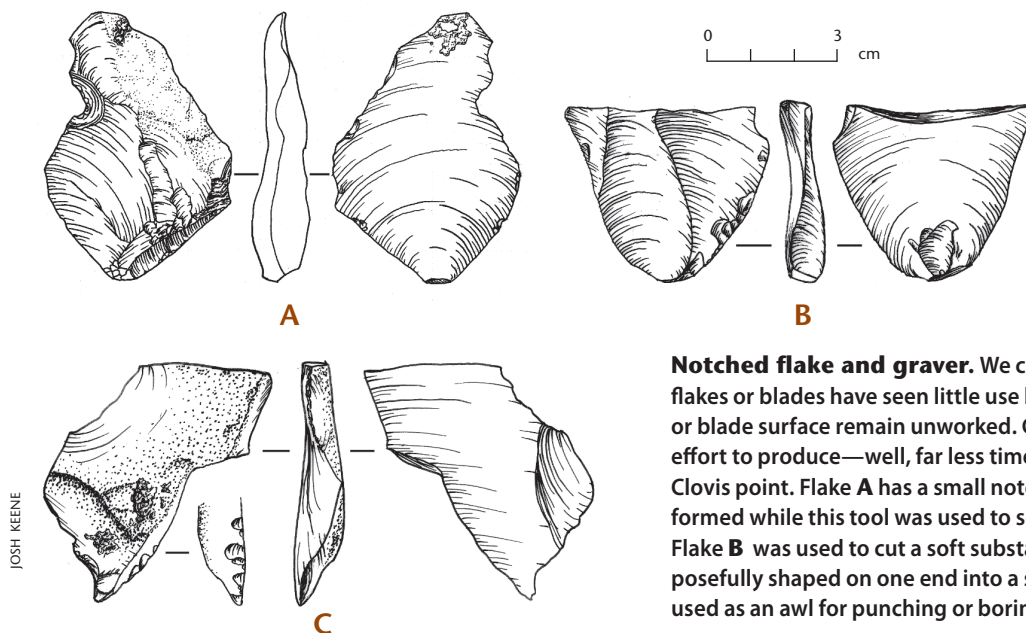 0 3
cm
A
B
JOSH KEENE
C
Notched flake and graver. We c
flakes or blades have seen little use
or blade surface remain unworked.
effort to produce—well, far less time
Clovis point. Flake A has a small not
formed while this tool was used to s
Flake B was used to cut a soft substa
posefully shaped on one end into a s
used as an awl for punching or borin